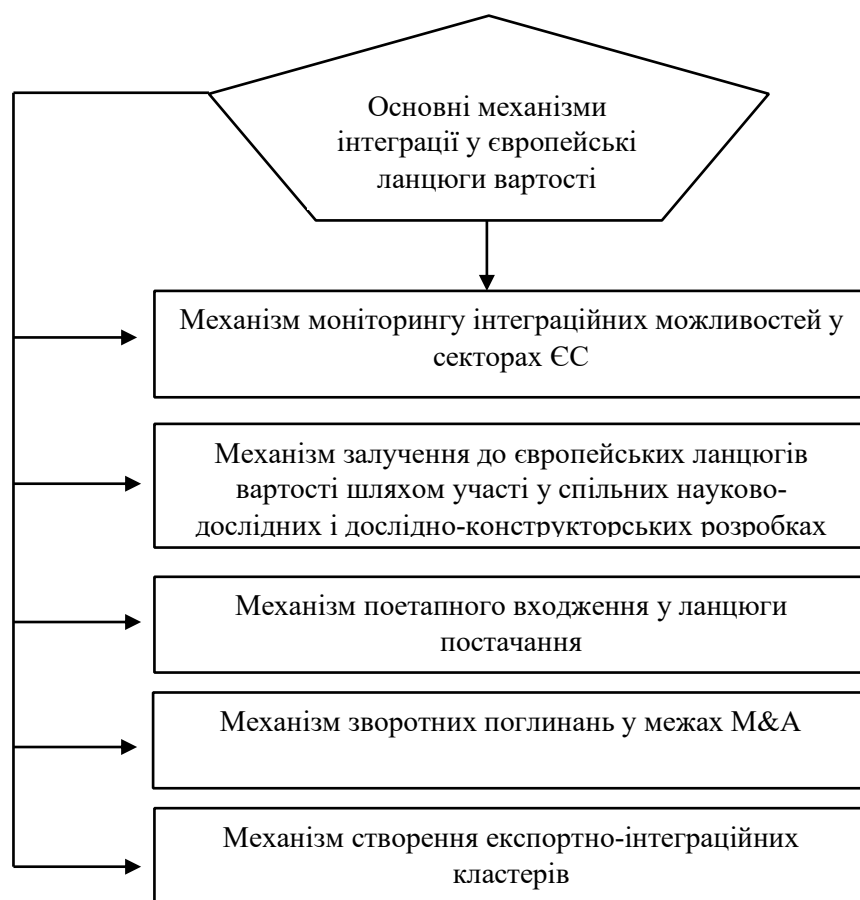 Основні механізми
інтеграції у європейські
ланцюги вартості
Механізм моніторингу інтеграційних можливостей у
секторах ЄС
Механізм залучення до європейських ланцюгів
вартості шляхом участі у спільних науково-
дослідних і дослідно-конструкторських розробках
Механізм поетапного входження у ланцюги
постачання
Механізм зворотних поглинань у межах M&A
Механізм створення експортно-інтеграційних
кластерів